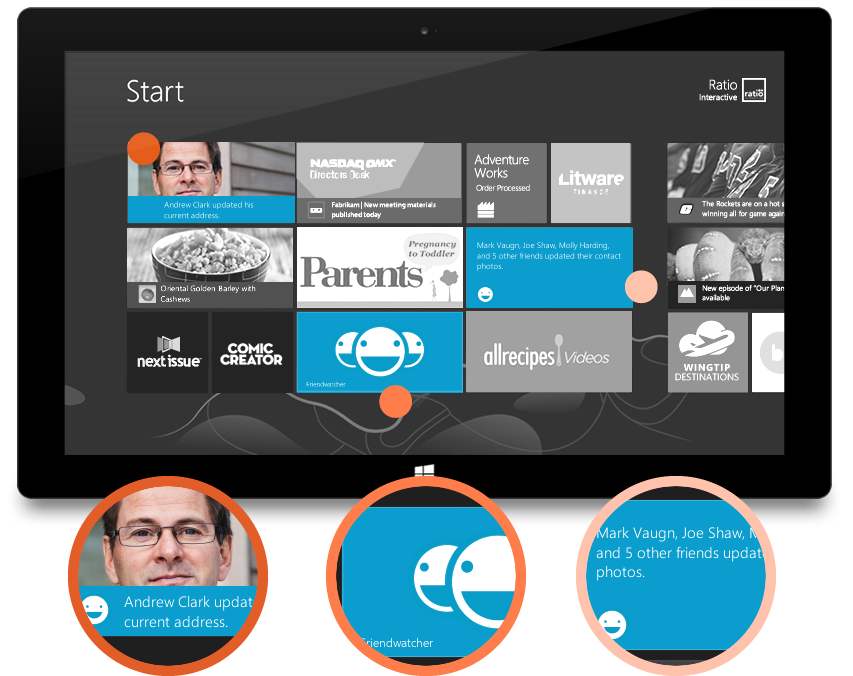 Start
Ratio
Interactive
ratio
Andrew Clark updated his
current address.
NASDAQ OMX
Directors Desk
Fabrikam | New meeting materials
published today
Adventure
Works
Order Processed
Litware
FINANCE
The Rockets are on a hot s
winning all for game again
Oriental Golden Barley with
Cashews
Pregnancy
to Toddler
Parents
Mark Vaugn, Joe Shaw, Molly Harding,
and 5 other friends updated their contact
photos.
New episode of "Our Plan
available
next issue
COMIC
CREATOR
Friendwatcher
allrecipes Videos
WINGTIP
DESTINATIONS
b
Andrew Clark updat
current address.
Friendwatcher
Mark Vaugn, Joe Shaw, M
and 5 other friends updat
photos.